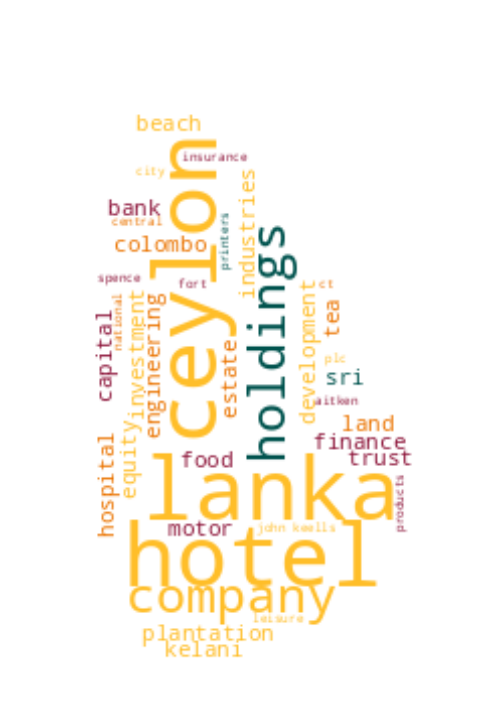 beach
insurance
city
ceylon
industries
bank
central
printers
colombo
holdings
spence
fort
ct
national
investment
engineering
development
tea
capital
estate
plc
sri
aitken
equity
land
hospital
finance
food
trust
lanka
products
motor
john keells
hotel
company
leisure
plantation
kelani